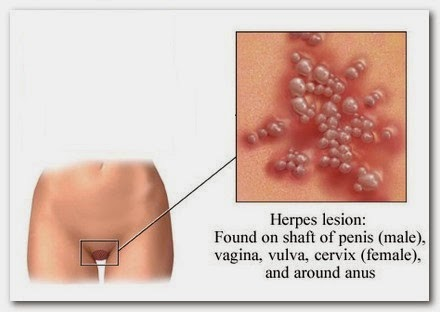 Herpes lesion:
Found on shaft of penis (male),
vagina, vulva, cervix (female),
and around anus